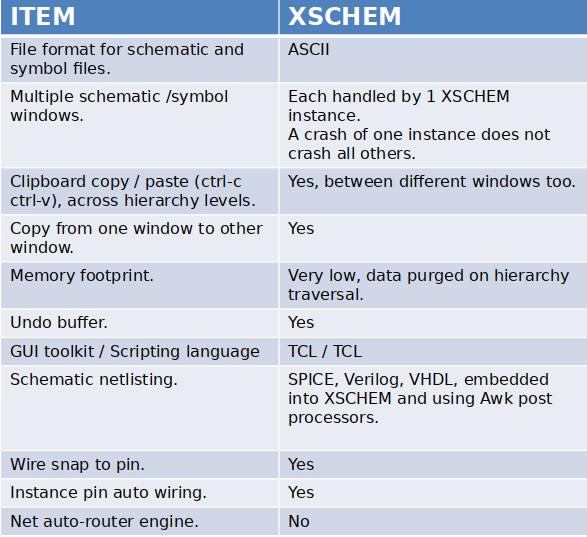 ITEM XSCHEM
File format for schematic and ASCII
symbol files.
Multiple schematic /symbol Each handled by 1 XSCHEM
windows. instance.
A crash of one instance does not
crash all others.
Clipboard copy / paste (ctrl-c Yes, between different windows too.
ctrl-v), across hierarchy levels.
Copy from one window to other Yes
window.
Memory footprint. Very low, data purged on hierarchy
traversal.
Undo buffer. Yes
GUI toolkit / Scripting language TCL / TCL
Schematic netlisting. SPICE, Verilog, VHDL, embedded
into XSCHEM and using Awk post
processors.
Wire snap to pin. Yes
Instance pin auto wiring. Yes
Net auto-router engine. No